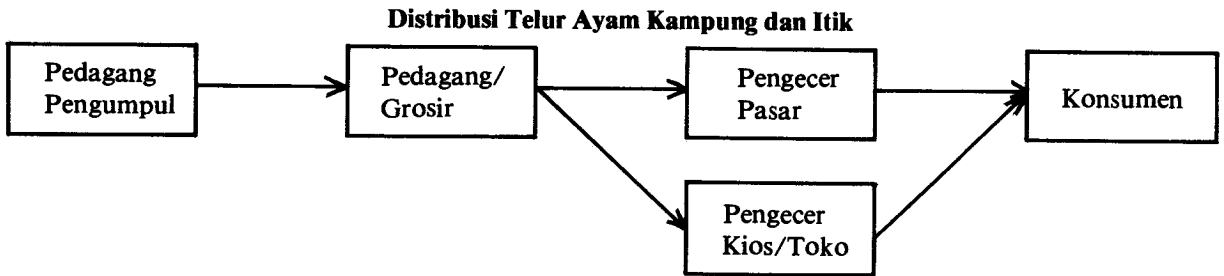 Distribusi Telur Ayam Kampung dan Itik
Pedagang
Pengumpul
Pedagang/
Grosir
Pengecer
Pasar
Konsumen
Pengecer
Kios/Toko